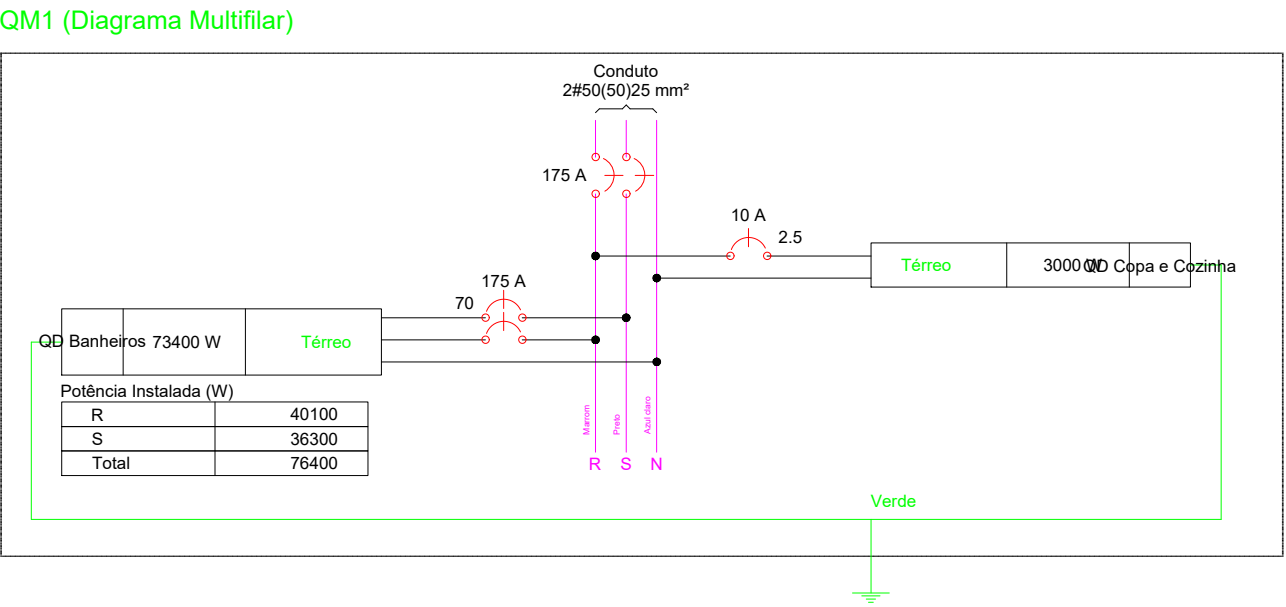 QM1 (Diagrama Multifilar)
Conduto
2#50(50)25 mm²
175 A
10 A
2.5
Térreo
3000 W
QD Copa e Cozinha
175 A
70
QD Banheiros
73400 W
Térreo
Potência Instalada (W)
R 40100
S 36300
Total 76400
Marrom
Preto
Azul claro
R S N
Verde